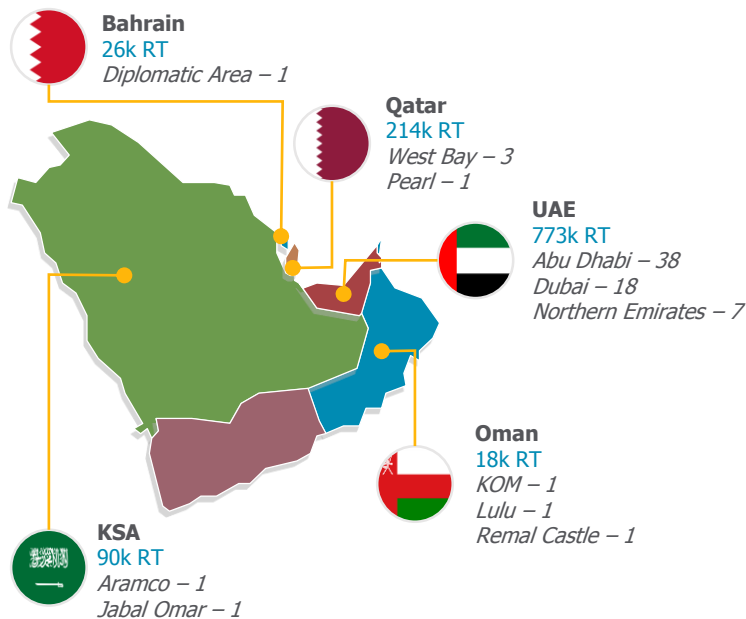 Bahrain
26k RT
Diplomatic Area – 1
Qatar
214k RT
West Bay – 3
Pearl – 1
UAE
773k RT
Abu Dhabi – 38
Dubai – 18
Northern Emirates – 7
Oman
18k RT
KOM – 1
Lulu – 1
Remal Castle – 1
KSA
90k RT
Aramco – 1
Jabal Omar – 1